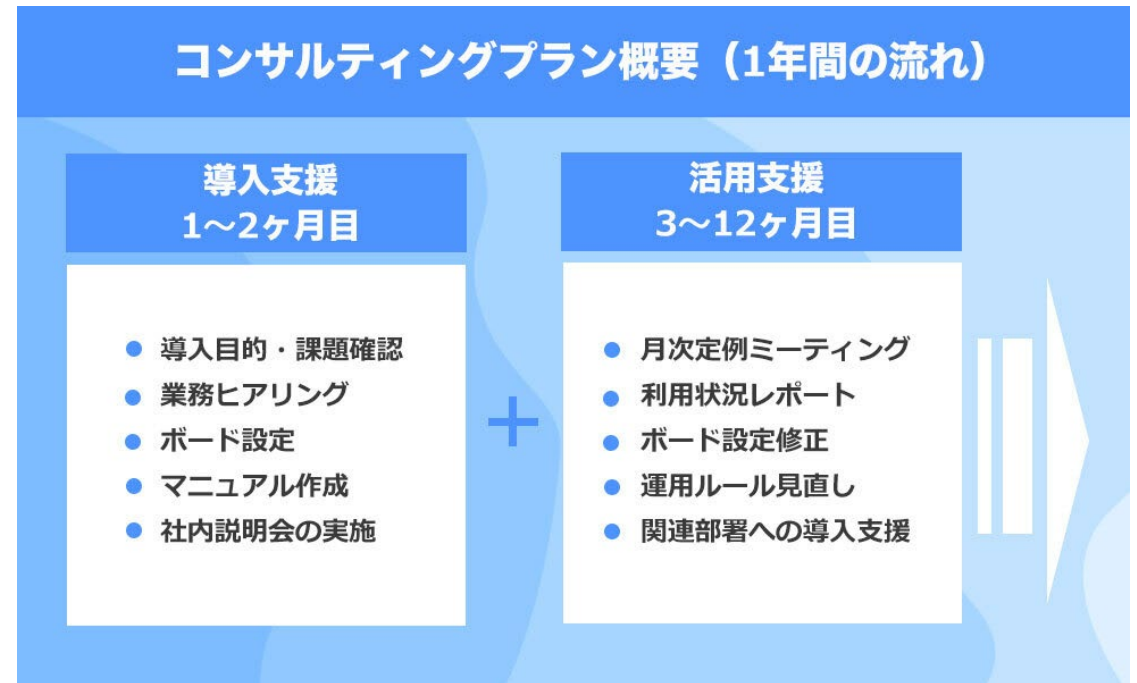 コンサルティングプラン概要（1年間の流れ）
導入支援
1～2ヶ月目
導入目的・課題確認
業務ヒアリング
ボード設定
マニュアル作成
社内説明会の実施
+
活用支援
3～12ヶ月目
月次定例ミーティング
利用状況レポート
ボード設定修正
運用ルール見直し
関連部署への導入支援